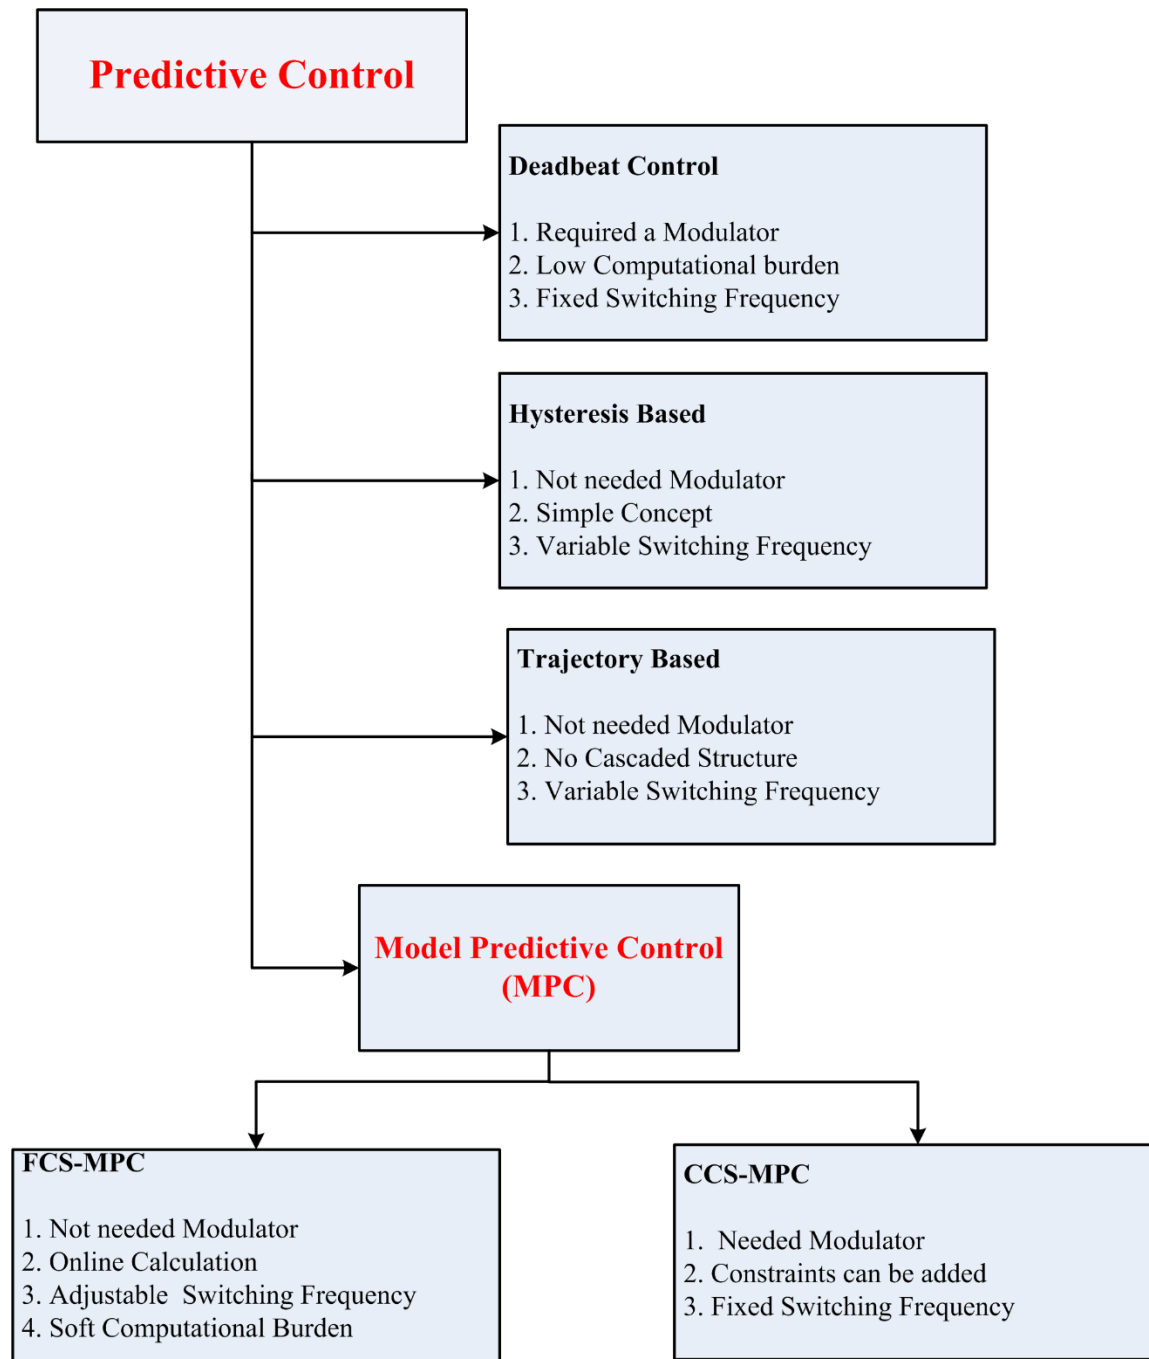 Predictive Control
Deadbeat Control
1. Required a Modulator
2. Low Computational burden
3. Fixed Switching Frequency
Hysteresis Based
1. Not needed Modulator
2. Simple Concept
3. Variable Switching Frequency
Trajectory Based
1. Not needed Modulator
2. No Cascaded Structure
3. Variable Switching Frequency
Model Predictive Control
(MPC)
FCS-MPC
1. Not needed Modulator
2. Online Calculation
3. Adjustable Switching Frequency
4. Soft Computational Burden
CCS-MPC
1. Needed Modulator
2. Constraints can be added
3. Fixed Switching Frequency